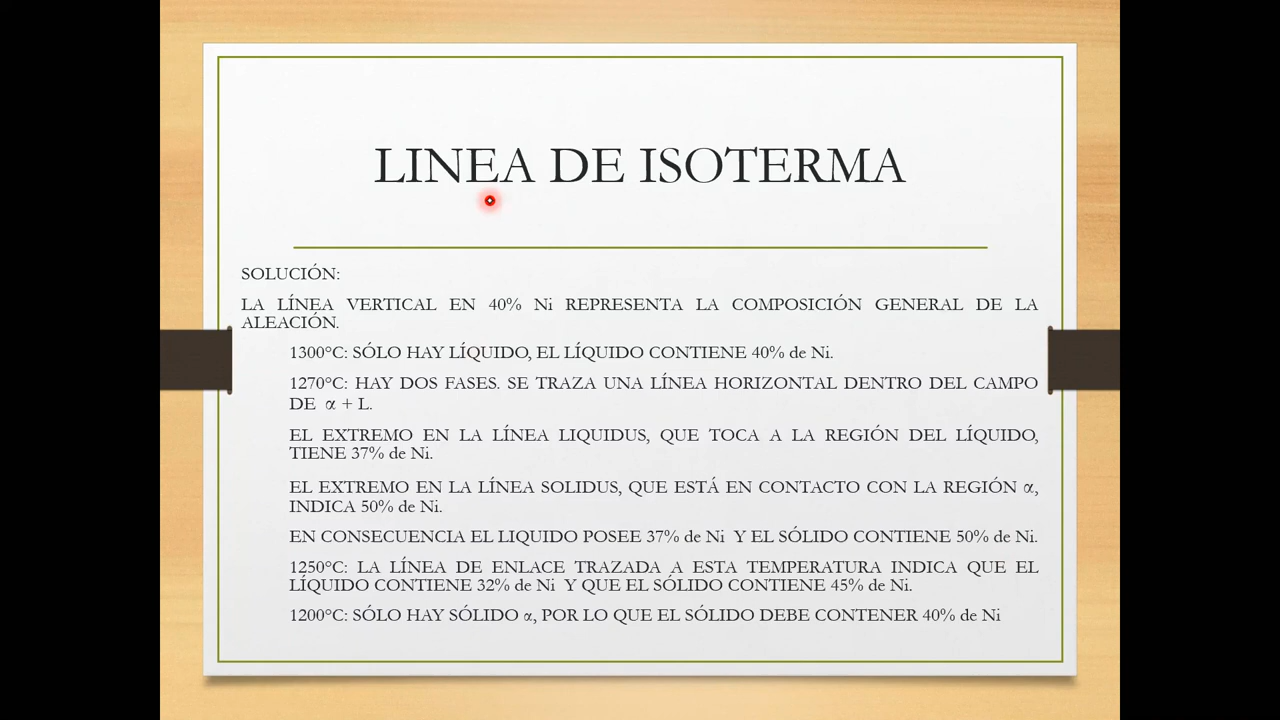 LINEA DE ISOTERMA
SOLUCIÓN:
LA LÍNEA VERTICAL EN 40% Ni REPRESENTA LA COMPOSICIÓN GENERAL DE LA
ALEACIÓN.
1300°C: SÓLO HAY LÍQUIDO, EL LÍQUIDO CONTIENE 40% de Ni.
1270°C: HAY DOS FASES. SE TRAZA UNA LÍNEA HORIZONTAL DENTRO DEL CAMPO
DE α + L.
EL EXTREMO EN LA LÍNEA LIQUIDUS, QUE TOCA A LA REGIÓN DEL LÍQUIDO,
TIENE 37% de Ni.
EL EXTREMO EN LA LÍNEA SOLIDUS, QUE ESTÁ EN CONTACTO CON LA REGIÓN α,
INDICA 50% de Ni.
EN CONSECUENCIA EL LIQUIDO POSEE 37% de Ni Y EL SÓLIDO CONTIENE 50% de Ni.
1250°C: LA LÍNEA DE ENLACE TRAZADA A ESTA TEMPERATURA INDICA QUE EL
LÍQUIDO CONTIENE 32% de Ni Y QUE EL SÓLIDO CONTIENE 45% de Ni.
1200°C: SÓLO HAY SÓLIDO α, POR LO QUE EL SÓLIDO DEBE CONTENER 40% de Ni